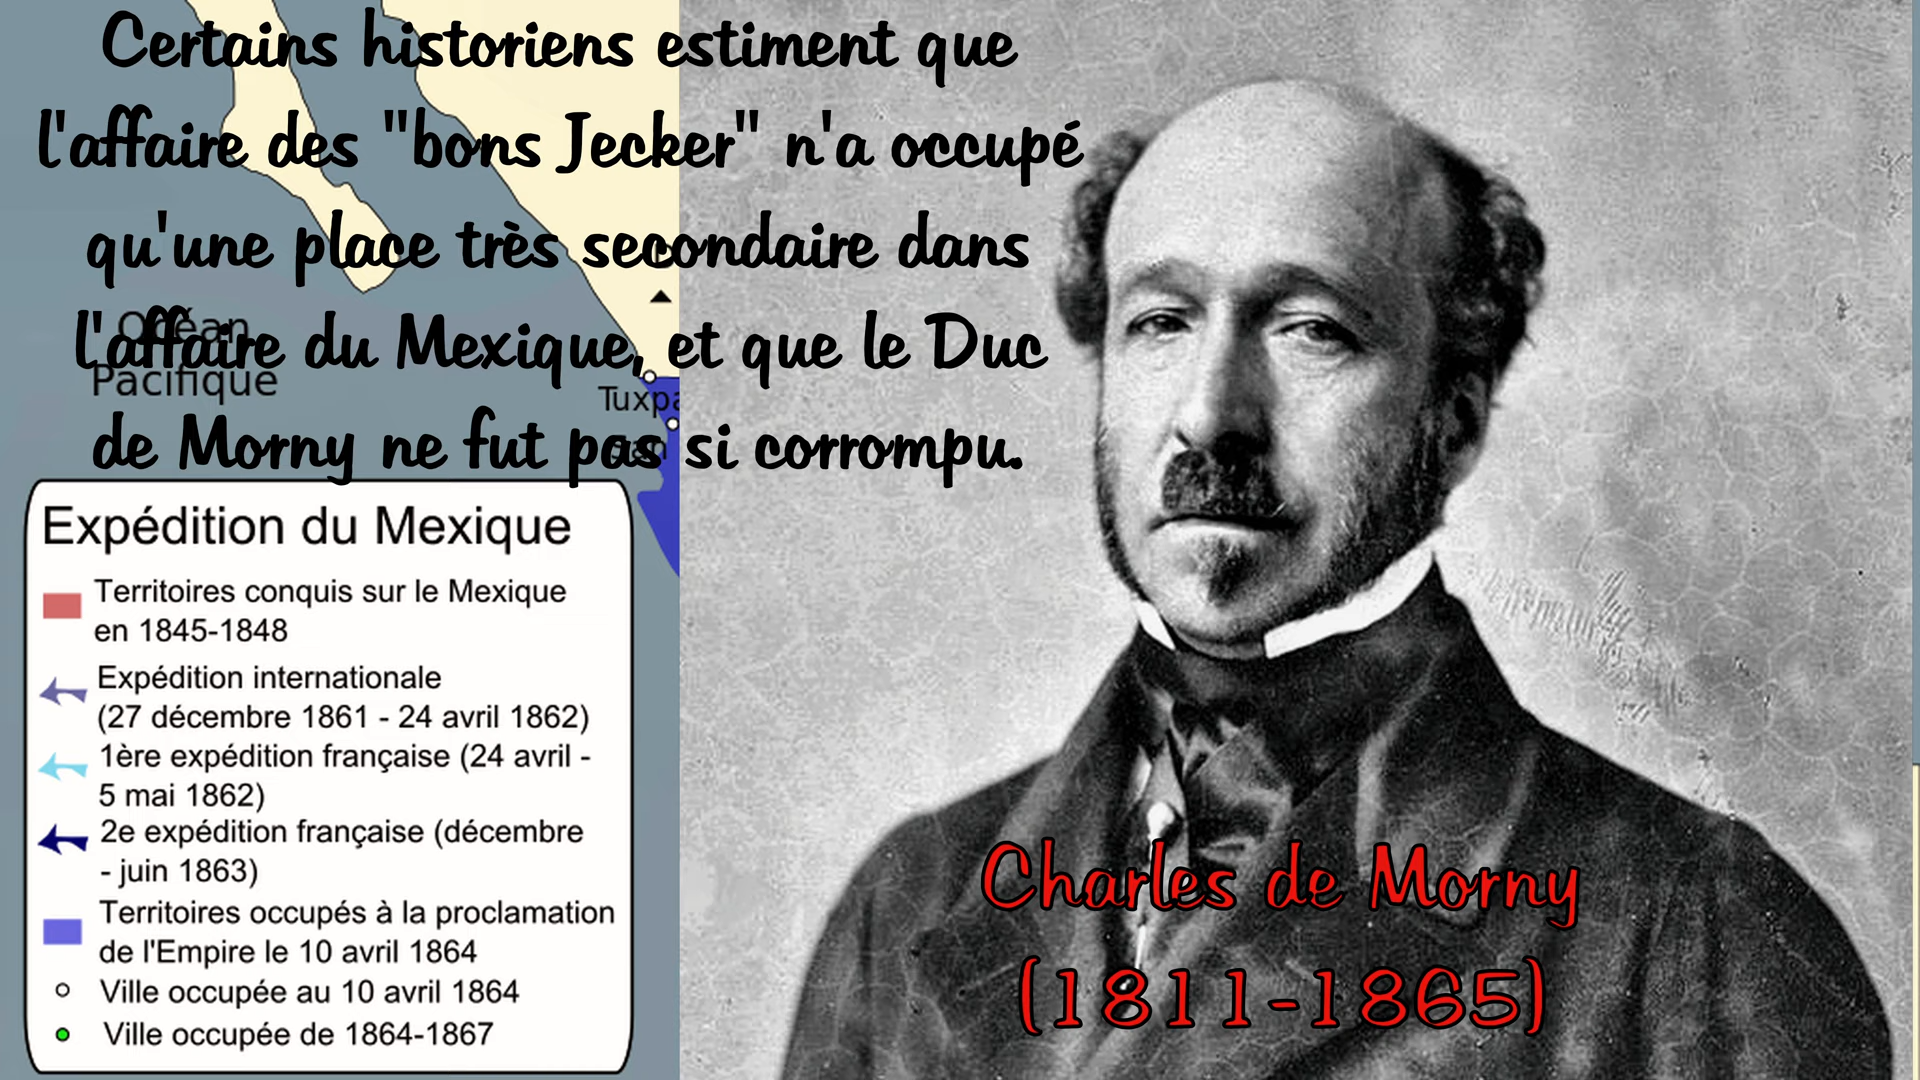 Certains historiens estiment que
l'affaire des "bons Jecker" n'a occupé
qu'une place très secondaire dans
l'affaire du Mexique, et que le Duc
de Morny ne fut pas si corrompu.
Océan
Pacifique
Expédition du Mexique
Territoires conquis sur le Mexique
en 1845-1848
Expédition internationale
(27 décembre 1861 - 24 avril 1862)
1ère expédition française (24 avril -
5 mai 1862)
2e expédition française (décembre
- juin 1863)
Territoires occupés à la proclamation
de l'Empire le 10 avril 1864
Ville occupée au 10 avril 1864
Ville occupée de 1864-1867
Charles de Morny
(1811-1865)